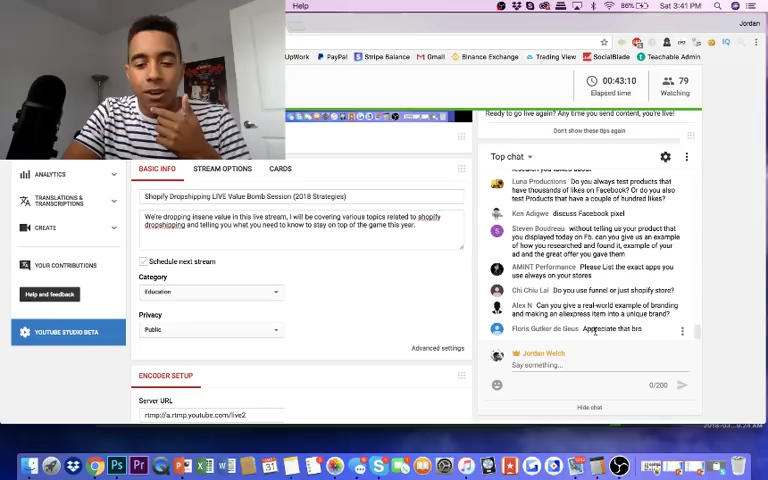 Help
86%
Sat 3:41 PM
Jordan
UpWork
PayPal
Stripe Balance
Gmail
Binance Exchange
Trading View
SocialBlade
Teachable Admin
00:43:10
Elapsed time
79
Watching
Ready to go live again? Any time you send content, you're live!
Don't show these tips again
Top chat
Luna Productions Do you always test products that
have thousands of likes on Facebook? Or do you also
test Products that have a couple of hundred likes?
Ken Adigwe discuss Facebook pixel
Steven Boudreau without telling us your product
that you displayed today on Fb. can you give us an example
of how you researched and found it, example of your
ad and the great offer you gave them
AMINT Performance Please List the exact apps you
use always on your stores
Chi Chiu Lai Do you use funnel or just shopify store?
Alex N Can you give a real-world example of branding
and making an aliexpress item into a unique brand?
Floris Gutker de Geus Appreciate that bro
Jordan Welch
Say something...
0/200
Hide chat
ANALYTICS
TRANSLATIONS &
TRANSCRIPTIONS
CREATE
YOUR CONTRIBUTIONS
Help and feedback
YOUTUBE STUDIO BETA
BASIC INFO
STREAM OPTIONS
CARDS
Shopify Dropshipping LIVE Value Bomb Session (2018 Strategies)
We're dropping insane value in this live stream, I will be covering various topics related to shopify
dropshipping and telling you what you need to know to stay on top of the game this year.
Schedule next stream
Category
Education
Privacy
Public
Advanced settings
ENCODER SETUP
Server URL
rtmp://a.rtmp.youtube.com/live2